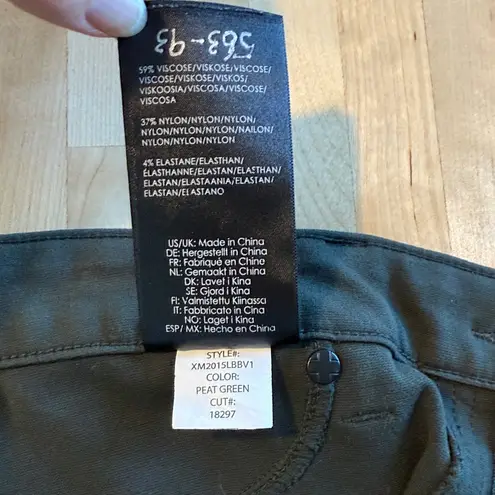 563-93
59% VISCOSE/VISKOSE/VISCOSE/
VISCOSE/VISKOSE/VISKOS/
VISKOOSIA/VISCOSA/VISCOSE/
VISCOSA
37% NYLON/NYLON/NYLON/
NYLON/NYLON/NYLON/NAILON/
NYLON/NYLON/NYLON
4% ELASTANE/ELASTHAN/
ÉLASTHANNE/ELASTAN/ELASTHAN/
ELASTAN/ELASTAANIA/ELASTAN/
ELASTAN/ELASTANO
US/UK: Made in China
DE: Hergestellt in China
FR: Fabriqué en China
NL: Gemaakt in China
DK: Lavet i Kina
SE: Gjord i Kina
FI: Valmistettu Kiinassa
IT: Fabbricato in China
NO: Laget i Kina
ESP/ MX: Hecho en China
STYLE#:
XM2015LBBV1
COLOR:
PEAT GREEN
CUT#:
18297